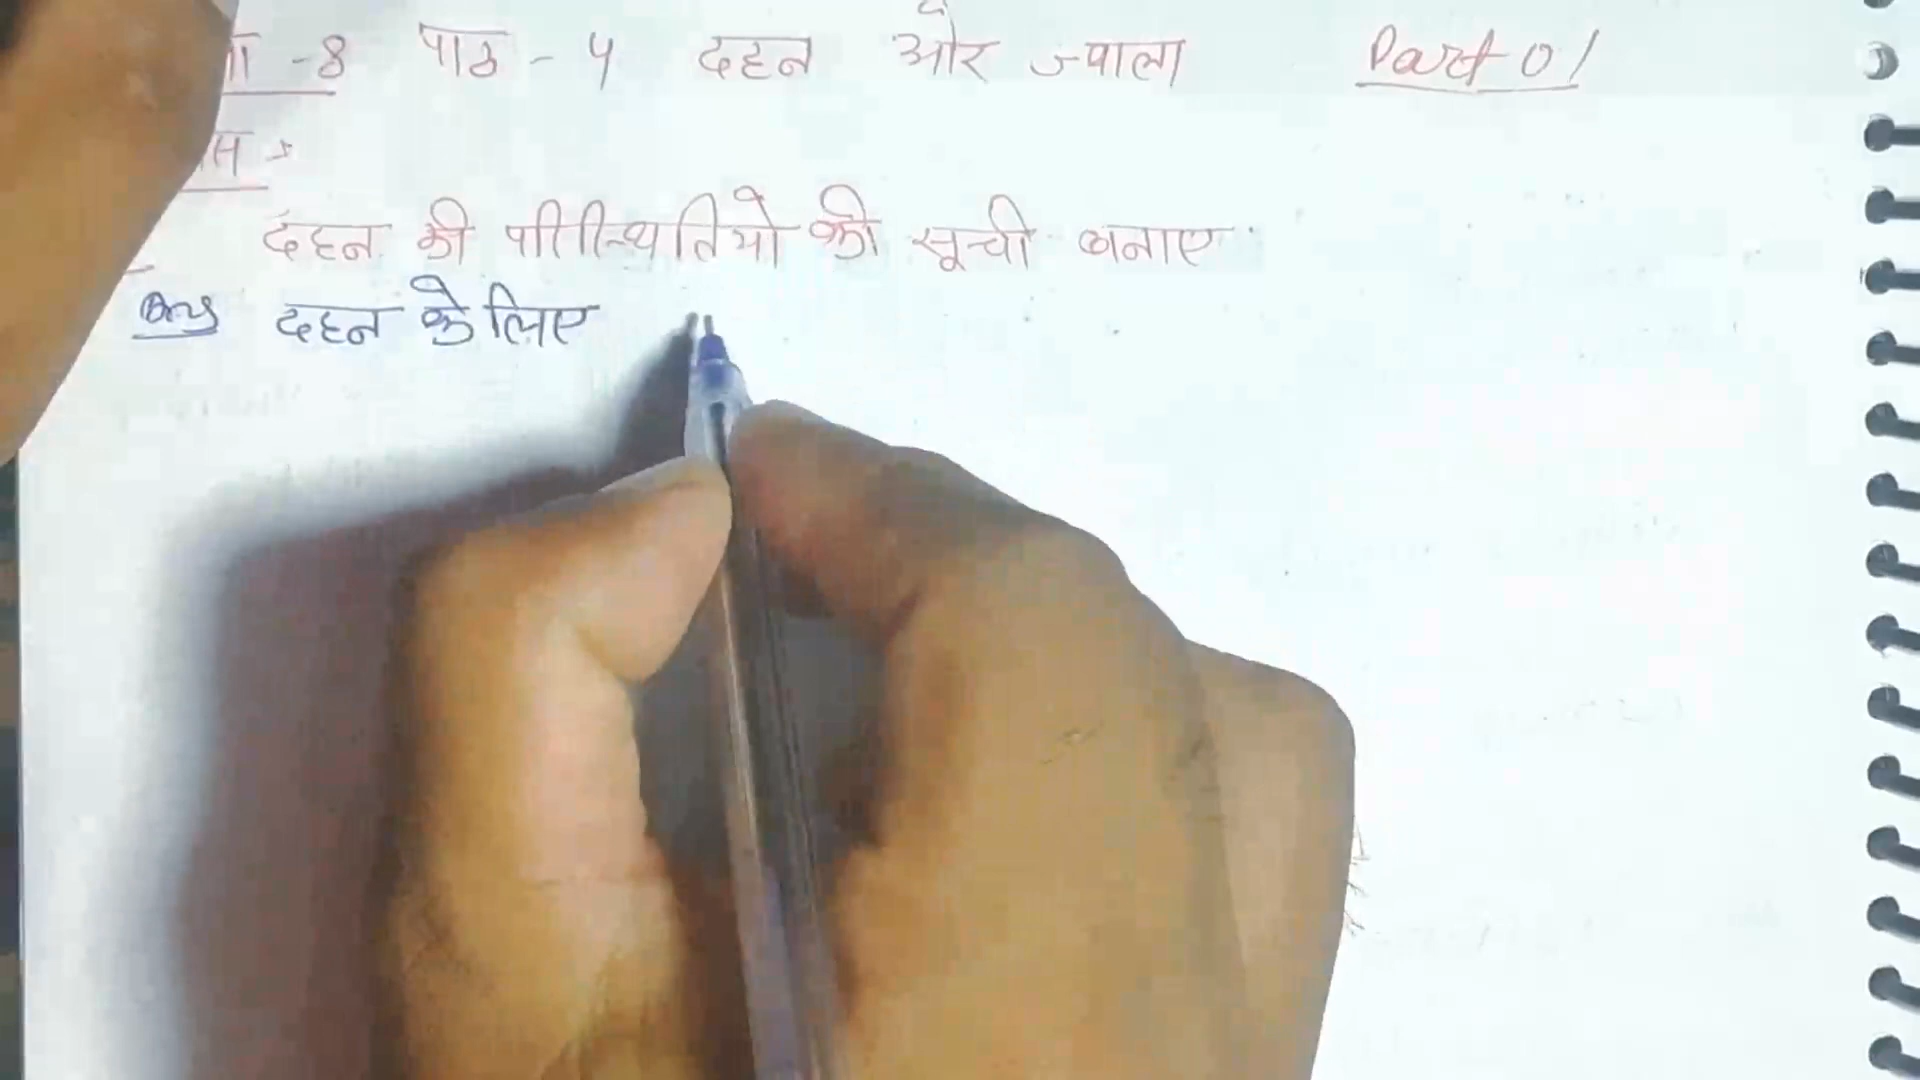 - 8 पाठ - 4 दहन और ज्वाला Part 01
दहन की परिस्थितियो की सूची बनाए
Ans दहन के लिए